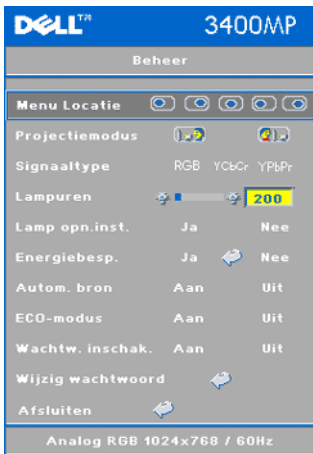 DELL™ 3400MP
Beheer
Menu Locatie
Projectiemodus
Signaaltype RGB YCbCr YPbPr
Lampuren 200
Lamp opn.inst. Ja Nee
Energiebesp. Ja Nee
Autom. bron Aan Uit
ECO-modus Aan Uit
Wachtw. inschak. Aan Uit
Wijzig wachtwoord
Afsluiten
Analog RGB 1024x768 / 60Hz